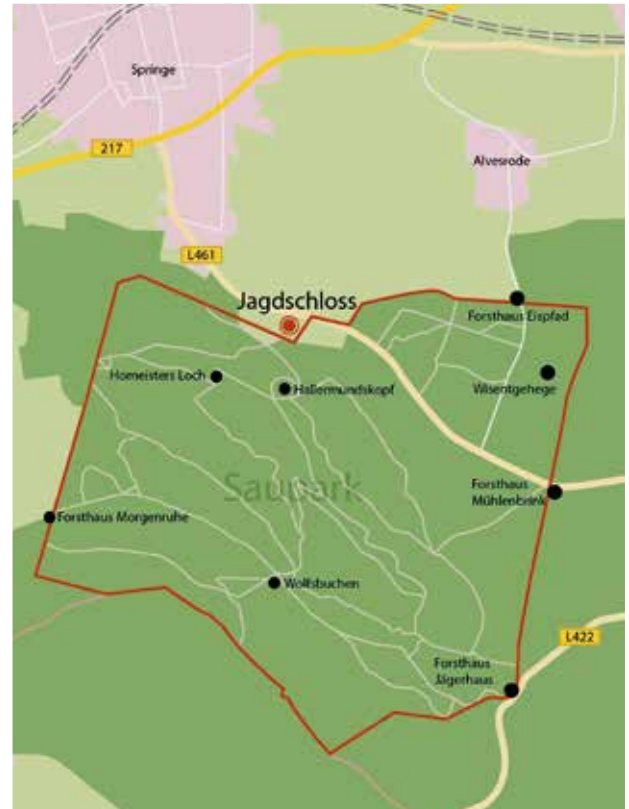 Springe
217
Alvesrode
L461
Jagdschloss
Forsthaus Eispfad
Homeisters Loch
Hallermundskopf
Wisentgehege
Saupark
Forsthaus
Mühlenbrink
Forsthaus Morgenruhe
Wolfsbuchen
L422
Forsthaus
Jägerhaus